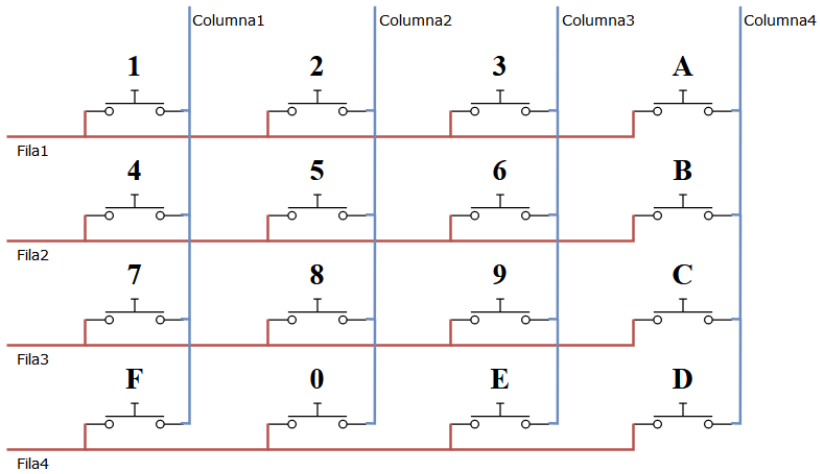 Columna1 Columna2 Columna3 Columna4
1 2 3 A
Fila1
4 5 6 B
Fila2
7 8 9 C
Fila3
F 0 E D
Fila4